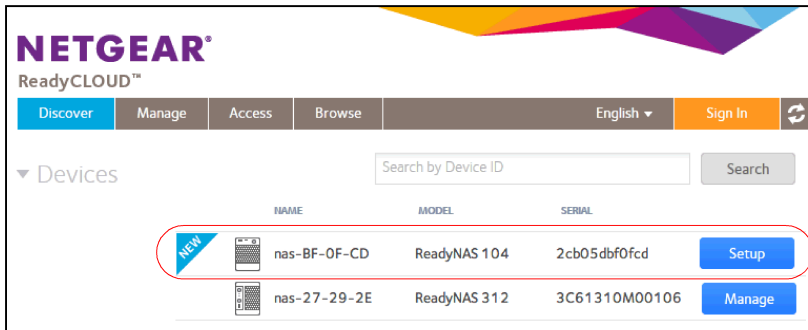 NETGEAR®
ReadyCLOUD™
Discover Manage Access Browse English Sign In
Devices Search by Device ID Search
NAME MODEL SERIAL
NEW nas-BF-0F-CD ReadyNAS 104 2cb05dbf0fcd Setup
nas-27-29-2E ReadyNAS 312 3C61310M00106 Manage